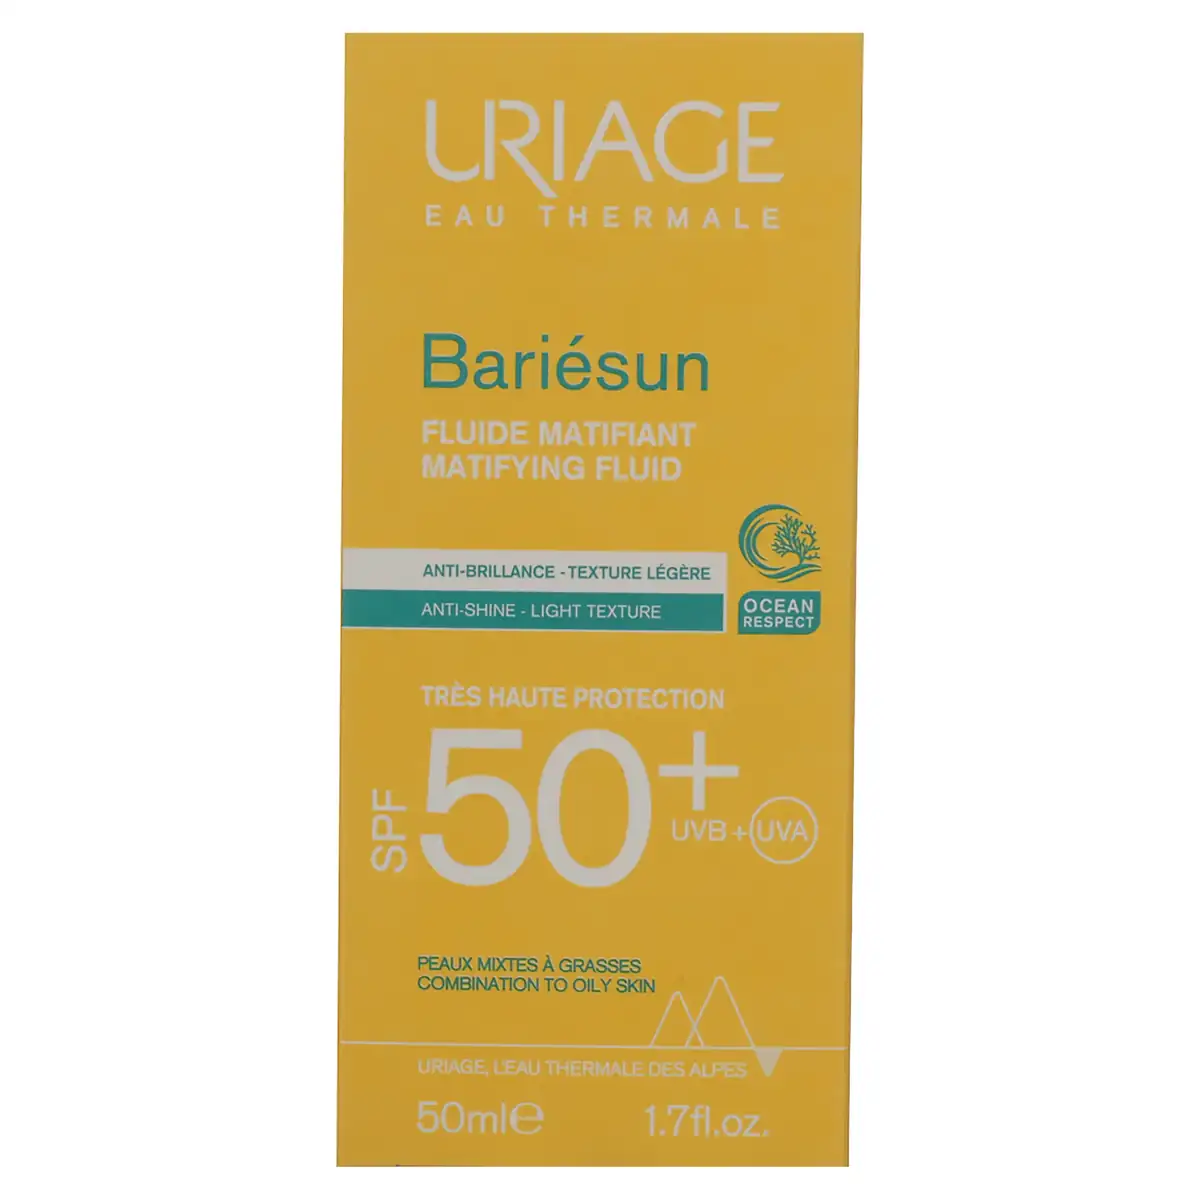 URIAGE
EAU THERMALE
Bariésun
FLUIDE MATIFIANT
MATIFYING FLUID
ANTI-BRILLANCE - TEXTURE LÉGÈRE
ANTI-SHINE - LIGHT TEXTURE
OCEAN
RESPECT
TRÈS HAUTE PROTECTION
SPF 50+
UVB + UVA
PEAUX MIXTES À GRASSES
COMBINATION TO OILY SKIN
URIAGE, L'EAU THERMALE DES ALPES
50ml℮ 1.7fl.oz.